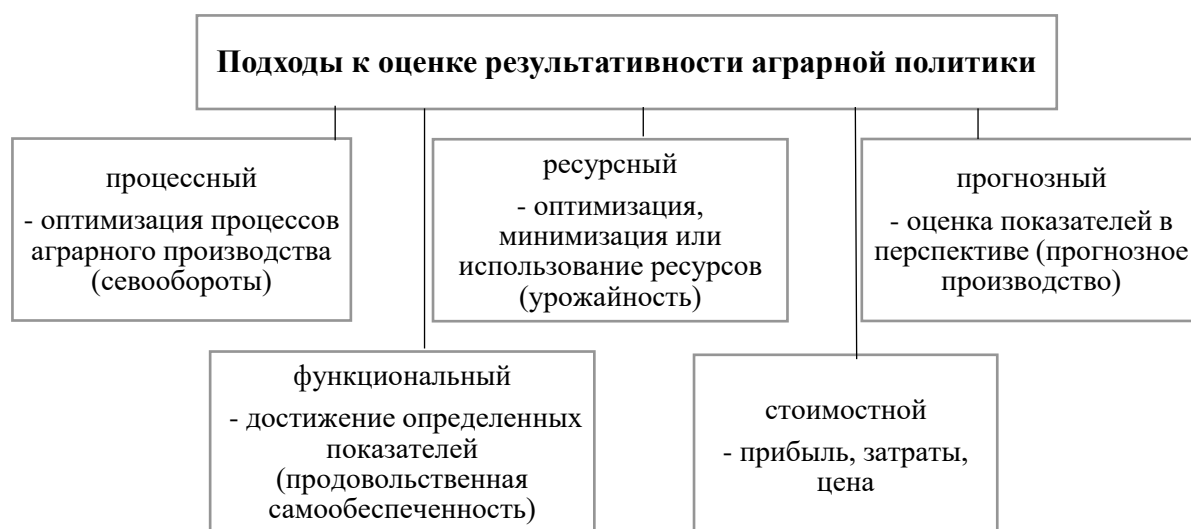 Подходы к оценке результативности аграрной политики
процессный
- оптимизация процессов
аграрного производства
(севообороты)
ресурсный
- оптимизация,
минимизация или
использование ресурсов
(урожайность)
прогнозный
- оценка показателей в
перспективе (прогнозное
производство)
функциональный
- достижение определенных
показателей
(продовольственная
самообеспеченность)
стоимостной
- прибыль, затраты,
цена